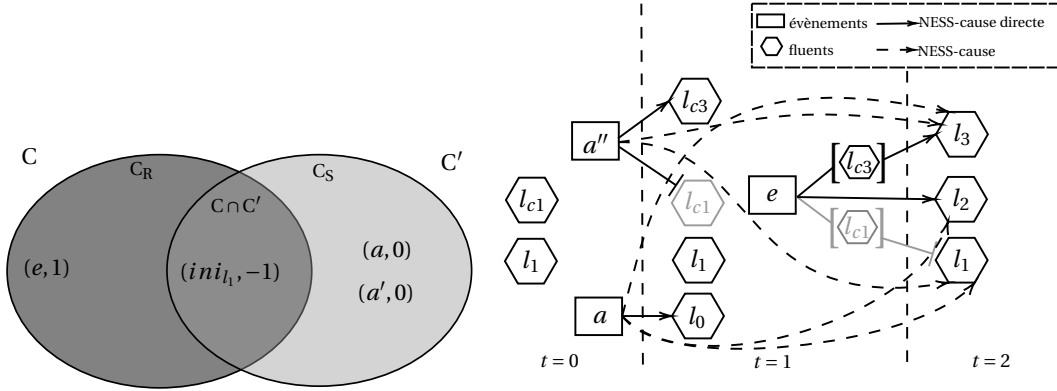 C
C_R
C_S
C′
C ∩ C′
(e, 1)
(ini_{l_1}, −1)
(a, 0)
(a′, 0)
évènements
NESS-cause directe
fluents
NESS-cause
l_{c3}
a′′
l_3
[l_{c3}]
l_{c1}
l_{c1}
e
l_2
[l_{c1}]
l_1
l_1
l_1
a
l_0
t = 0
t = 1
t = 2